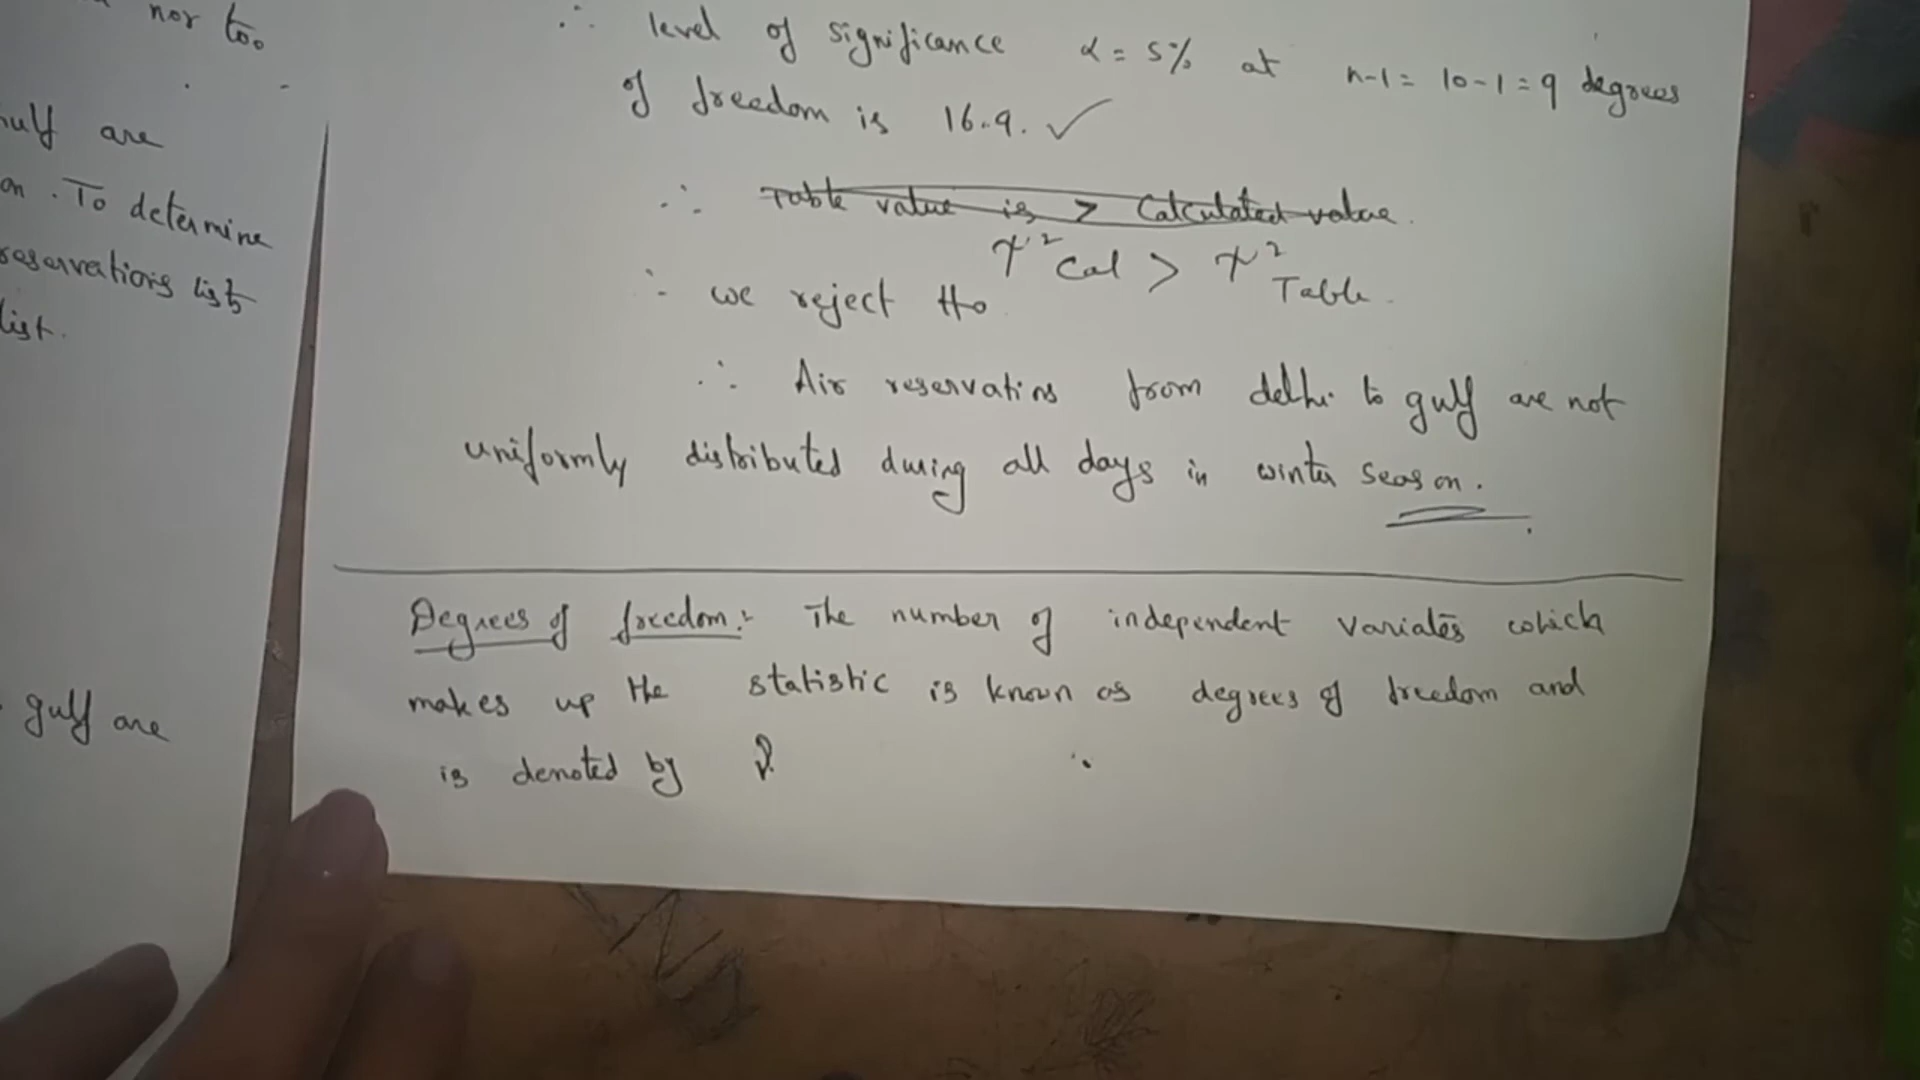 nor too
are
on. To determine
reservations list
list.
gulf are
∴ level of significance α = 5% at n-1 = 10-1 = 9 degrees
of freedom is 16.9. ✓
∴ Table value is > Calculated value.
χ² Cal > χ² Table.
∴ we reject H0
∴ Air reservatins from delhi to gulf are not
uniformly distributed during all days in winter season.
Degrees of freedom:- The number of independent variates which
makes up the statistic is known as degrees of freedom and
is denoted by